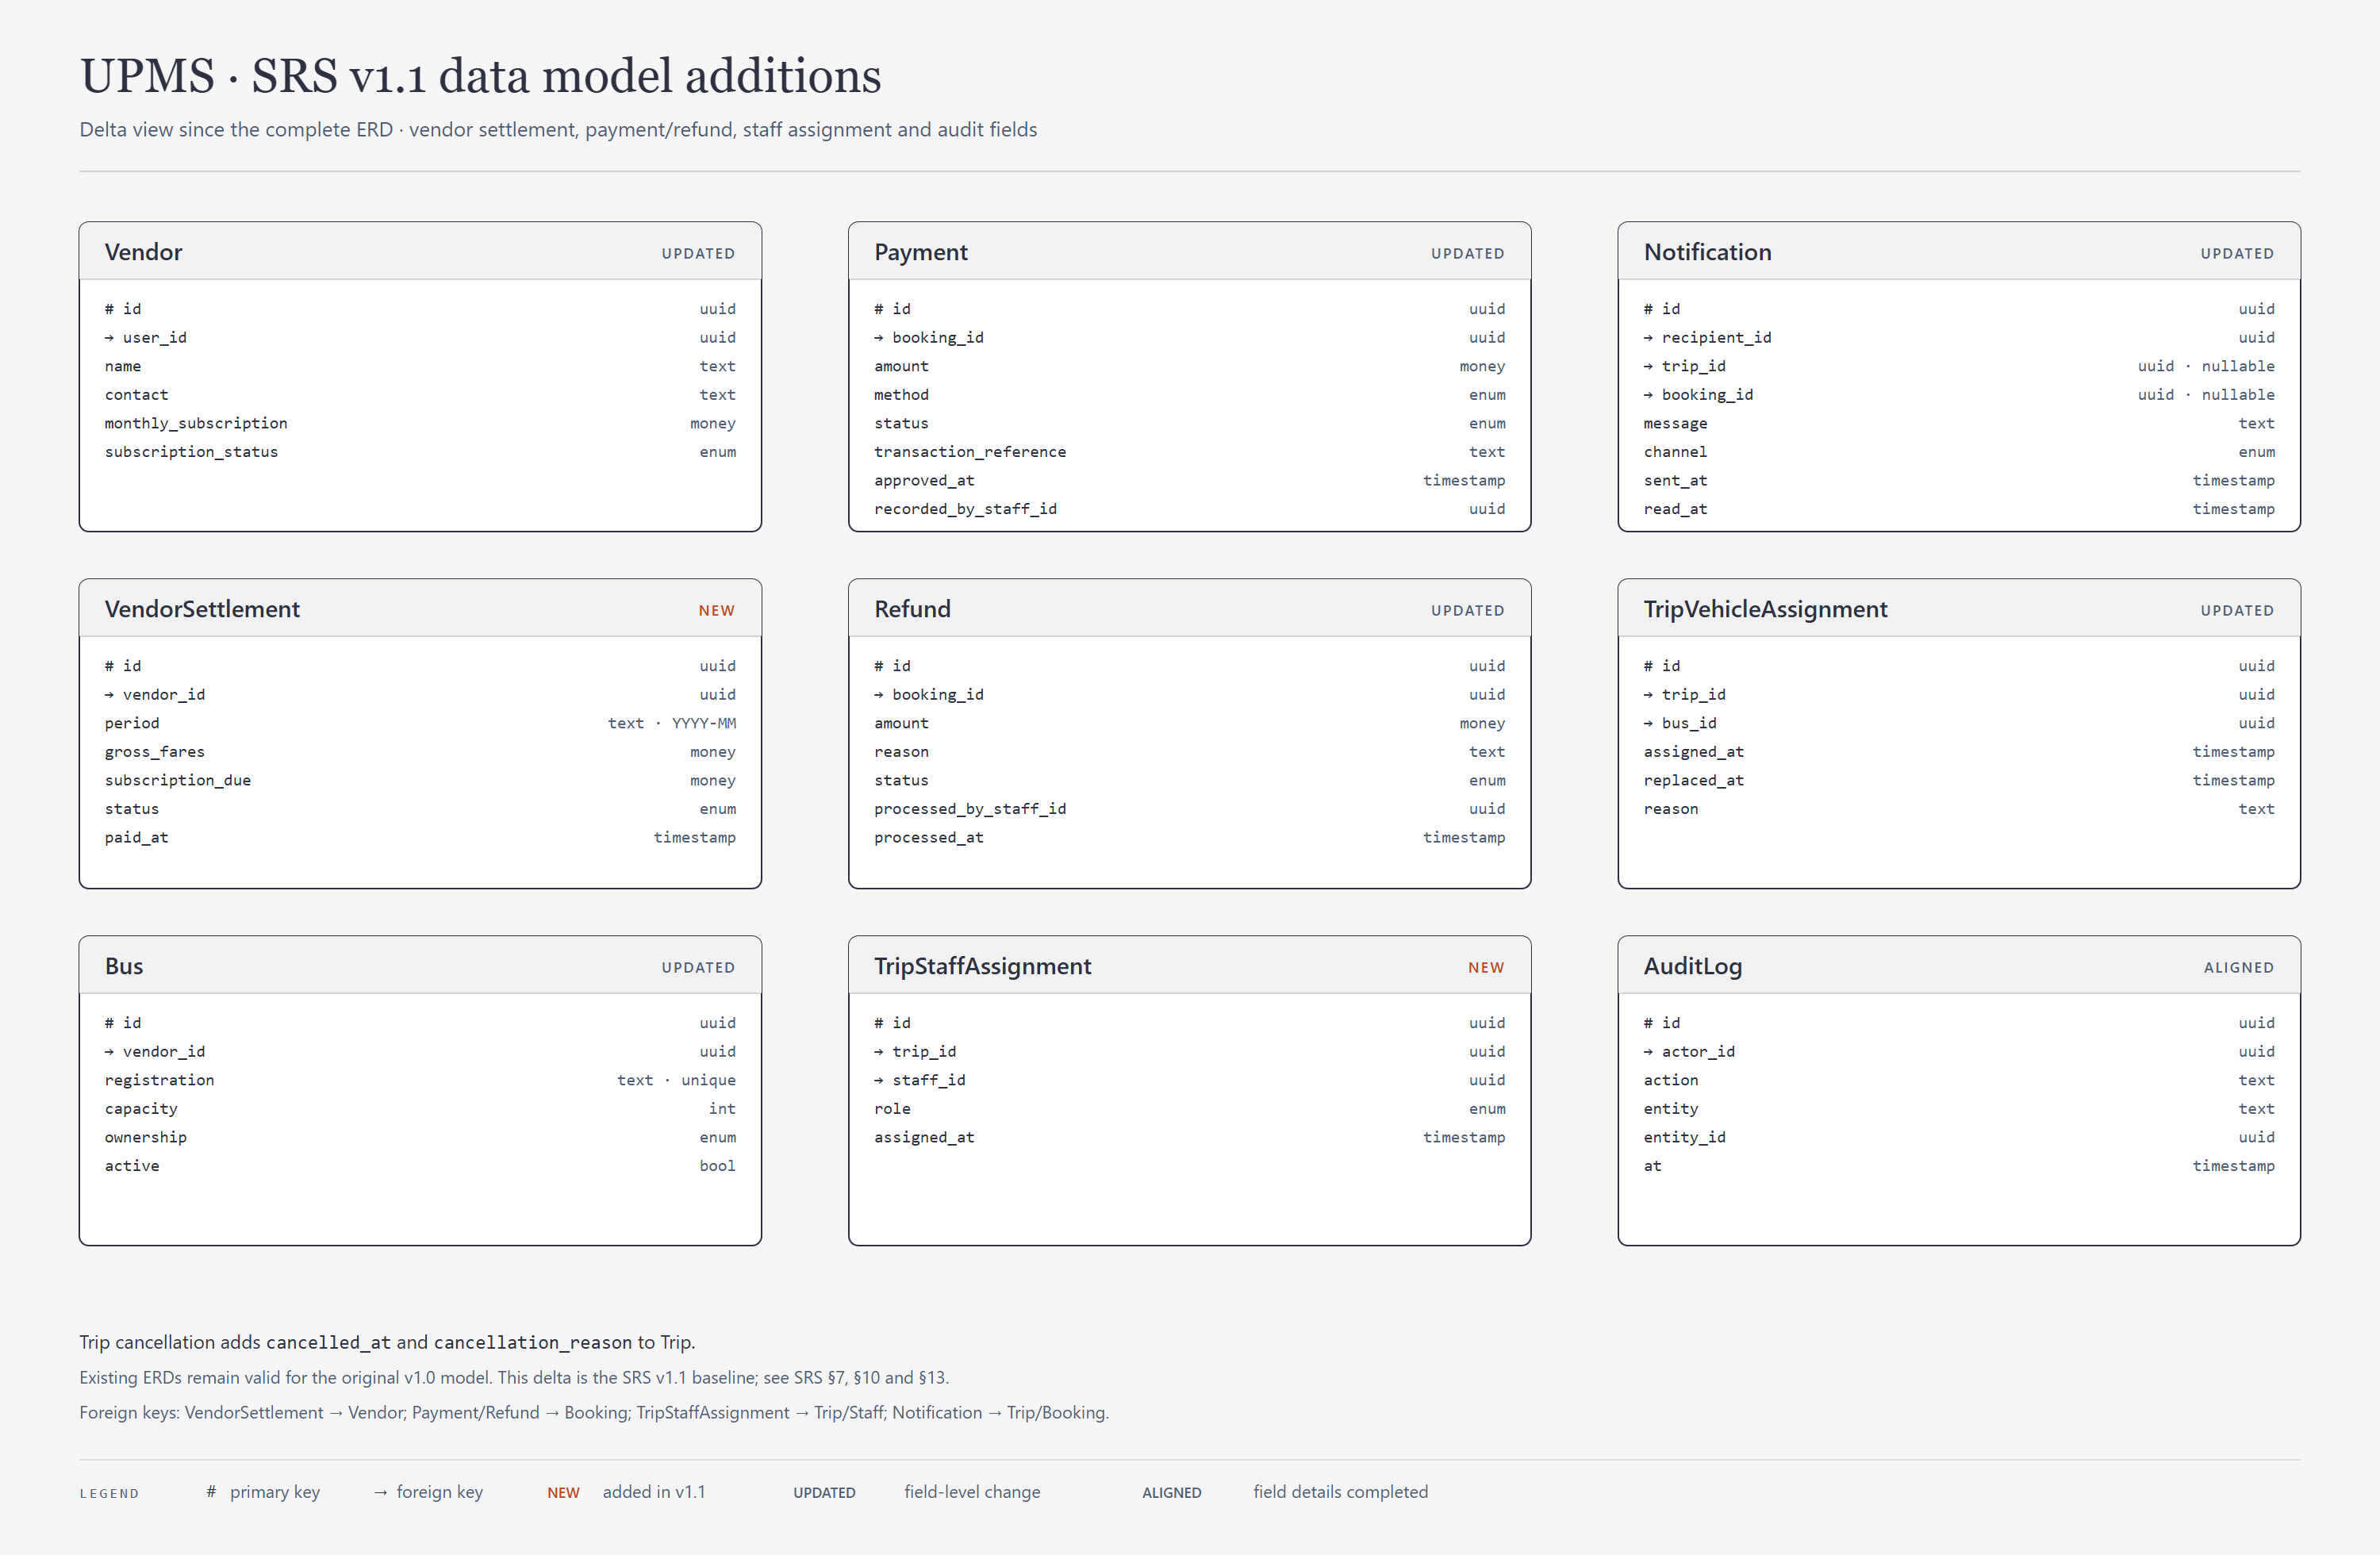 UPMS · SRS v1.1 data model additions
Delta view since the complete ERD · vendor settlement, payment/refund, staff assignment and audit fields
Vendor UPDATED
# id uuid
→ user_id uuid
name text
contact text
monthly_subscription money
subscription_status enum
Payment UPDATED
# id uuid
→ booking_id uuid
amount money
method enum
status enum
transaction_reference text
approved_at timestamp
recorded_by_staff_id uuid
Notification UPDATED
# id uuid
→ recipient_id uuid
→ trip_id uuid · nullable
→ booking_id uuid · nullable
message text
channel enum
sent_at timestamp
read_at timestamp
VendorSettlement NEW
# id uuid
→ vendor_id uuid
period text · YYYY-MM
gross_fares money
subscription_due money
status enum
paid_at timestamp
Refund UPDATED
# id uuid
→ booking_id uuid
amount money
reason text
status enum
processed_by_staff_id uuid
processed_at timestamp
TripVehicleAssignment UPDATED
# id uuid
→ trip_id uuid
→ bus_id uuid
assigned_at timestamp
replaced_at timestamp
reason text
Bus UPDATED
# id uuid
→ vendor_id uuid
registration text · unique
capacity int
ownership enum
active bool
TripStaffAssignment NEW
# id uuid
→ trip_id uuid
→ staff_id uuid
role enum
assigned_at timestamp
AuditLog ALIGNED
# id uuid
→ actor_id uuid
action text
entity text
entity_id uuid
at timestamp
Trip cancellation adds cancelled_at and cancellation_reason to Trip.
Existing ERDs remain valid for the original v1.0 model. This delta is the SRS v1.1 baseline; see SRS §7, §10 and §13.
Foreign keys: VendorSettlement → Vendor; Payment/Refund → Booking; TripStaffAssignment → Trip/Staff; Notification → Trip/Booking.
LEGEND # primary key → foreign key NEW added in v1.1 UPDATED field-level change ALIGNED field details completed